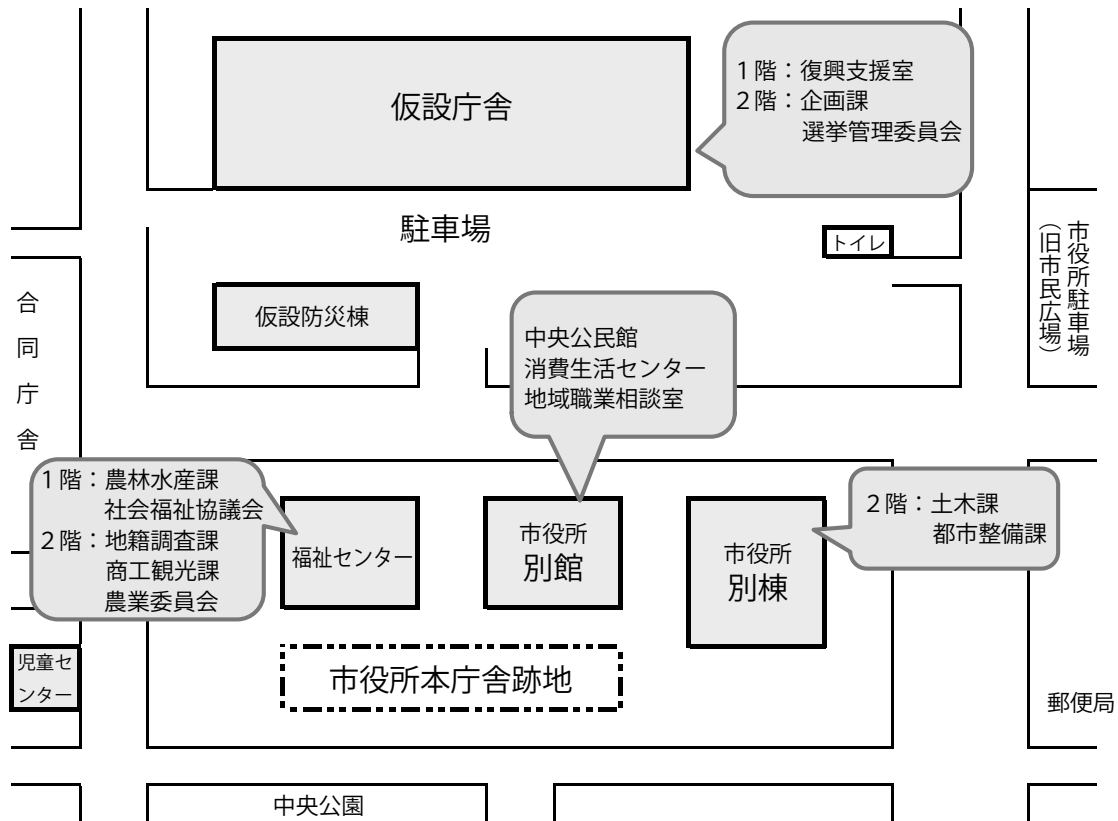 仮設庁舎
1階：復興支援室
2階：企画課
選挙管理委員会
駐車場
トイレ
市役所駐車場
（旧市民広場）
仮設防災棟
合同庁舎
中央公民館
消費生活センター
地域職業相談室
1階：農林水産課
社会福祉協議会
2階：地籍調査課
商工観光課
農業委員会
福祉センター
市役所
別館
市役所
別棟
2階：土木課
都市整備課
児童セ
ンター
市役所本庁舎跡地
郵便局
中央公園